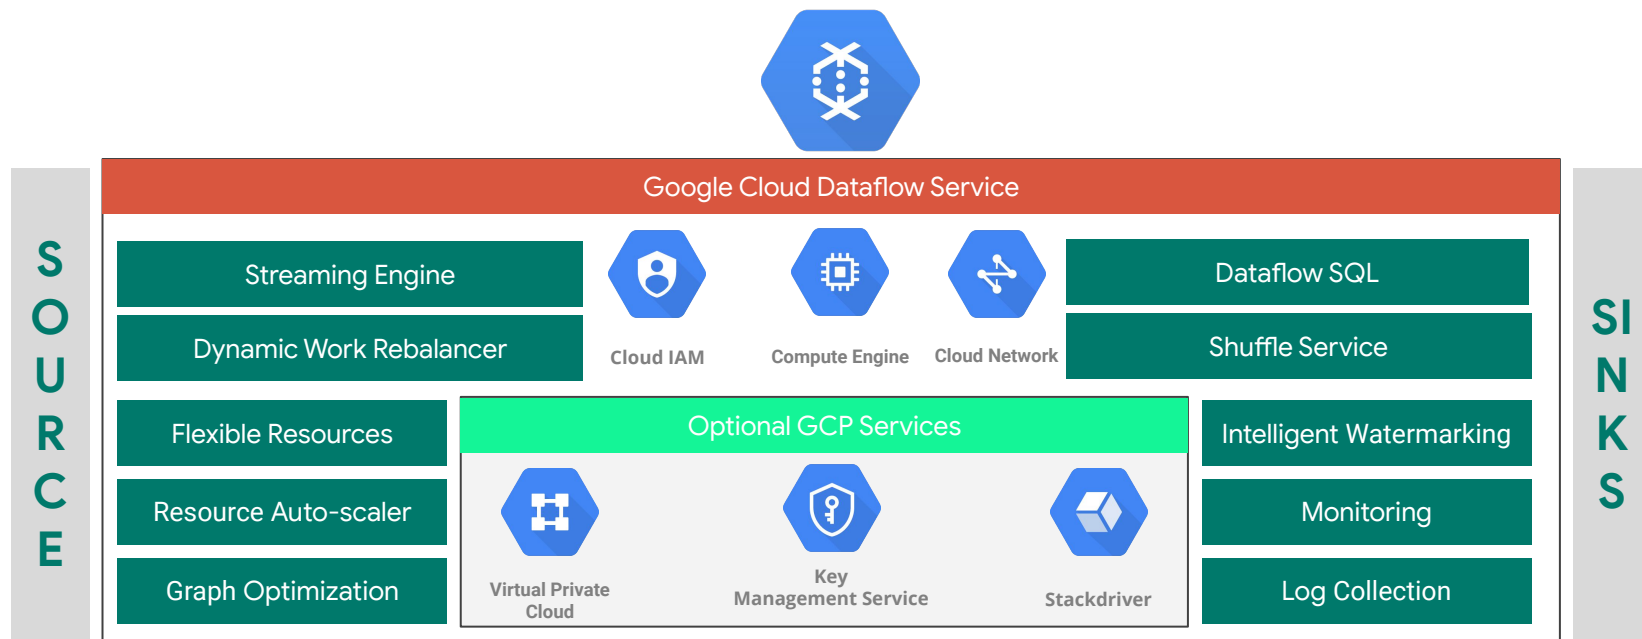 Google Cloud Dataflow Service
S
O
U
R
C
E
Streaming Engine
Dynamic Work Rebalancer
Cloud IAM
Compute Engine
Cloud Network
Dataflow SQL
Shuffle Service
Flexible Resources
Resource Auto-scaler
Graph Optimization
Optional GCP Services
Virtual Private
Cloud
Key
Management Service
Stackdriver
Intelligent Watermarking
Monitoring
Log Collection
SI
N
K
S